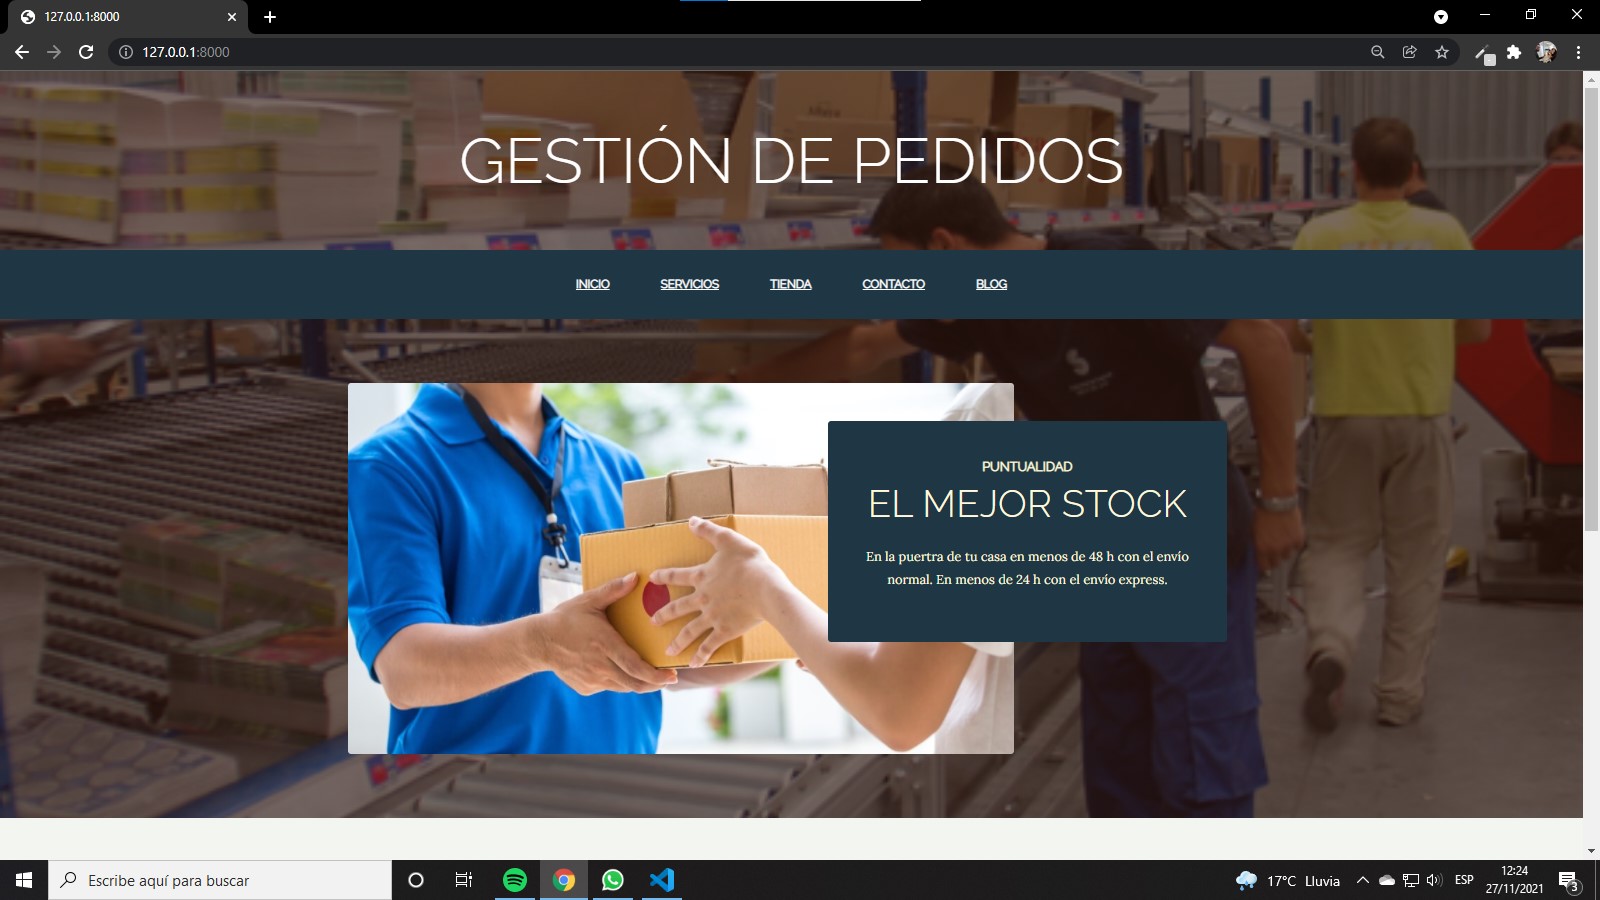 127.0.0.1:8000
127.0.0.1:8000
GESTIÓN DE PEDIDOS
INICIO SERVICIOS TIENDA CONTACTO BLOG
PUNTUALIDAD
EL MEJOR STOCK
En la puertra de tu casa en menos de 48 h con el envío
normal. En menos de 24 h con el envío express.
Escribe aquí para buscar
17°C Lluvia
ESP
12:24
27/11/2021
3